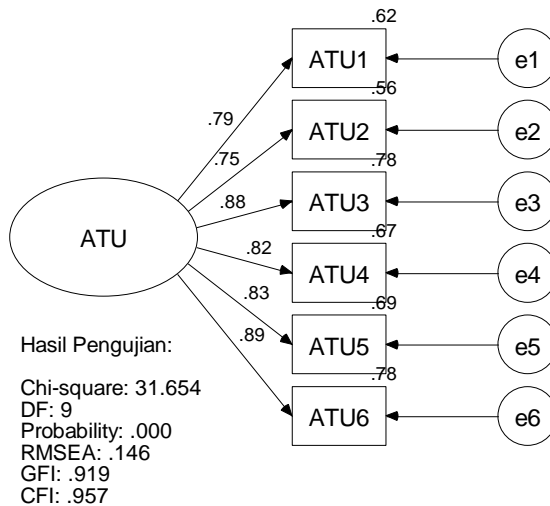 .62
ATU1
e1
.79
.56
ATU2
e2
.75
.78
ATU3
e3
.88
.67
ATU
ATU4
e4
.82
.69
ATU5
e5
.83
.78
ATU6
e6
.89
Hasil Pengujian:
Chi-square: 31.654
DF: 9
Probability: .000
RMSEA: .146
GFI: .919
CFI: .957